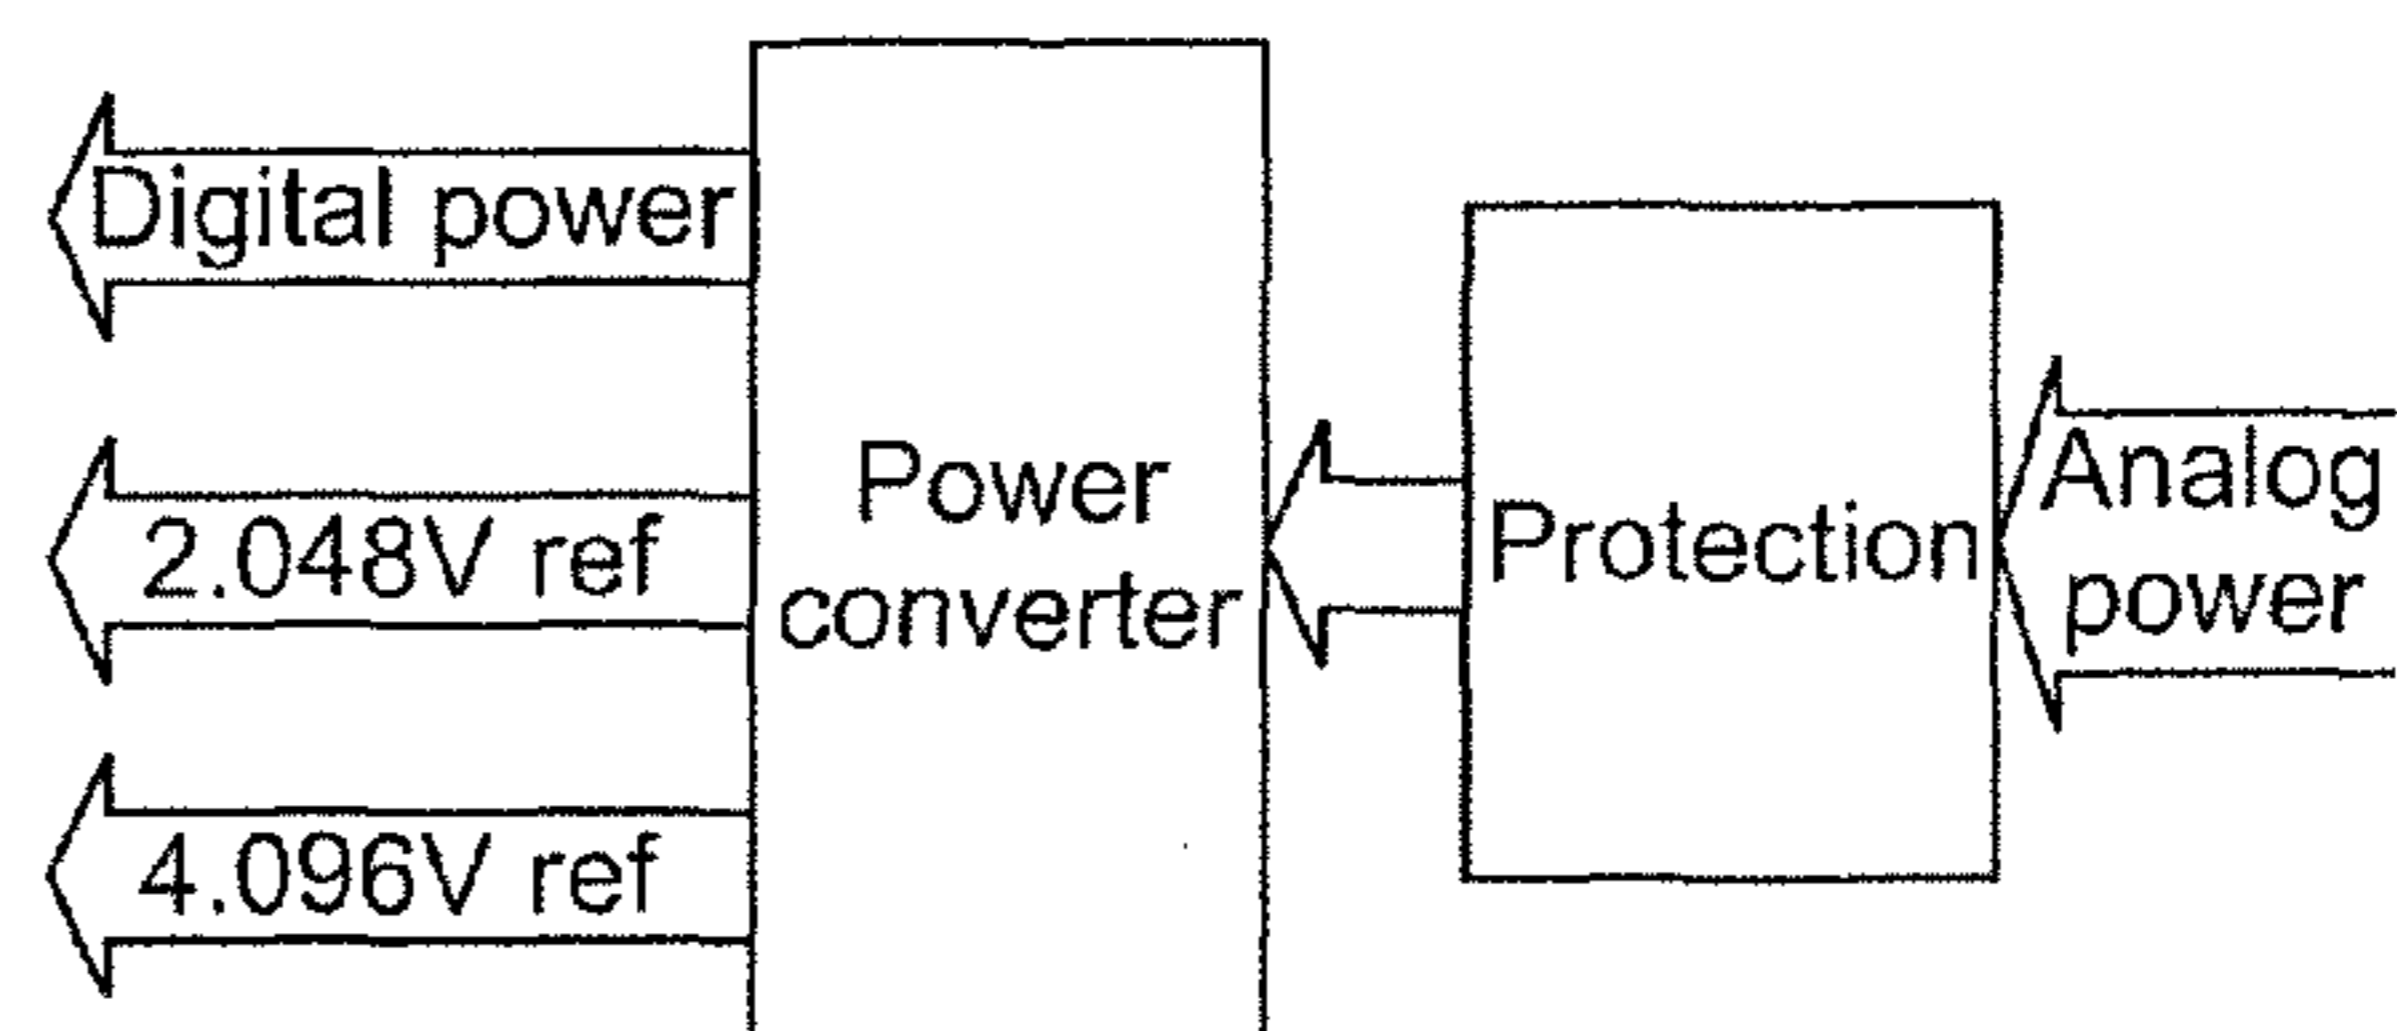 Digital power
2.048V ref
4.096V ref
Power
converter
Protection
Analog
power